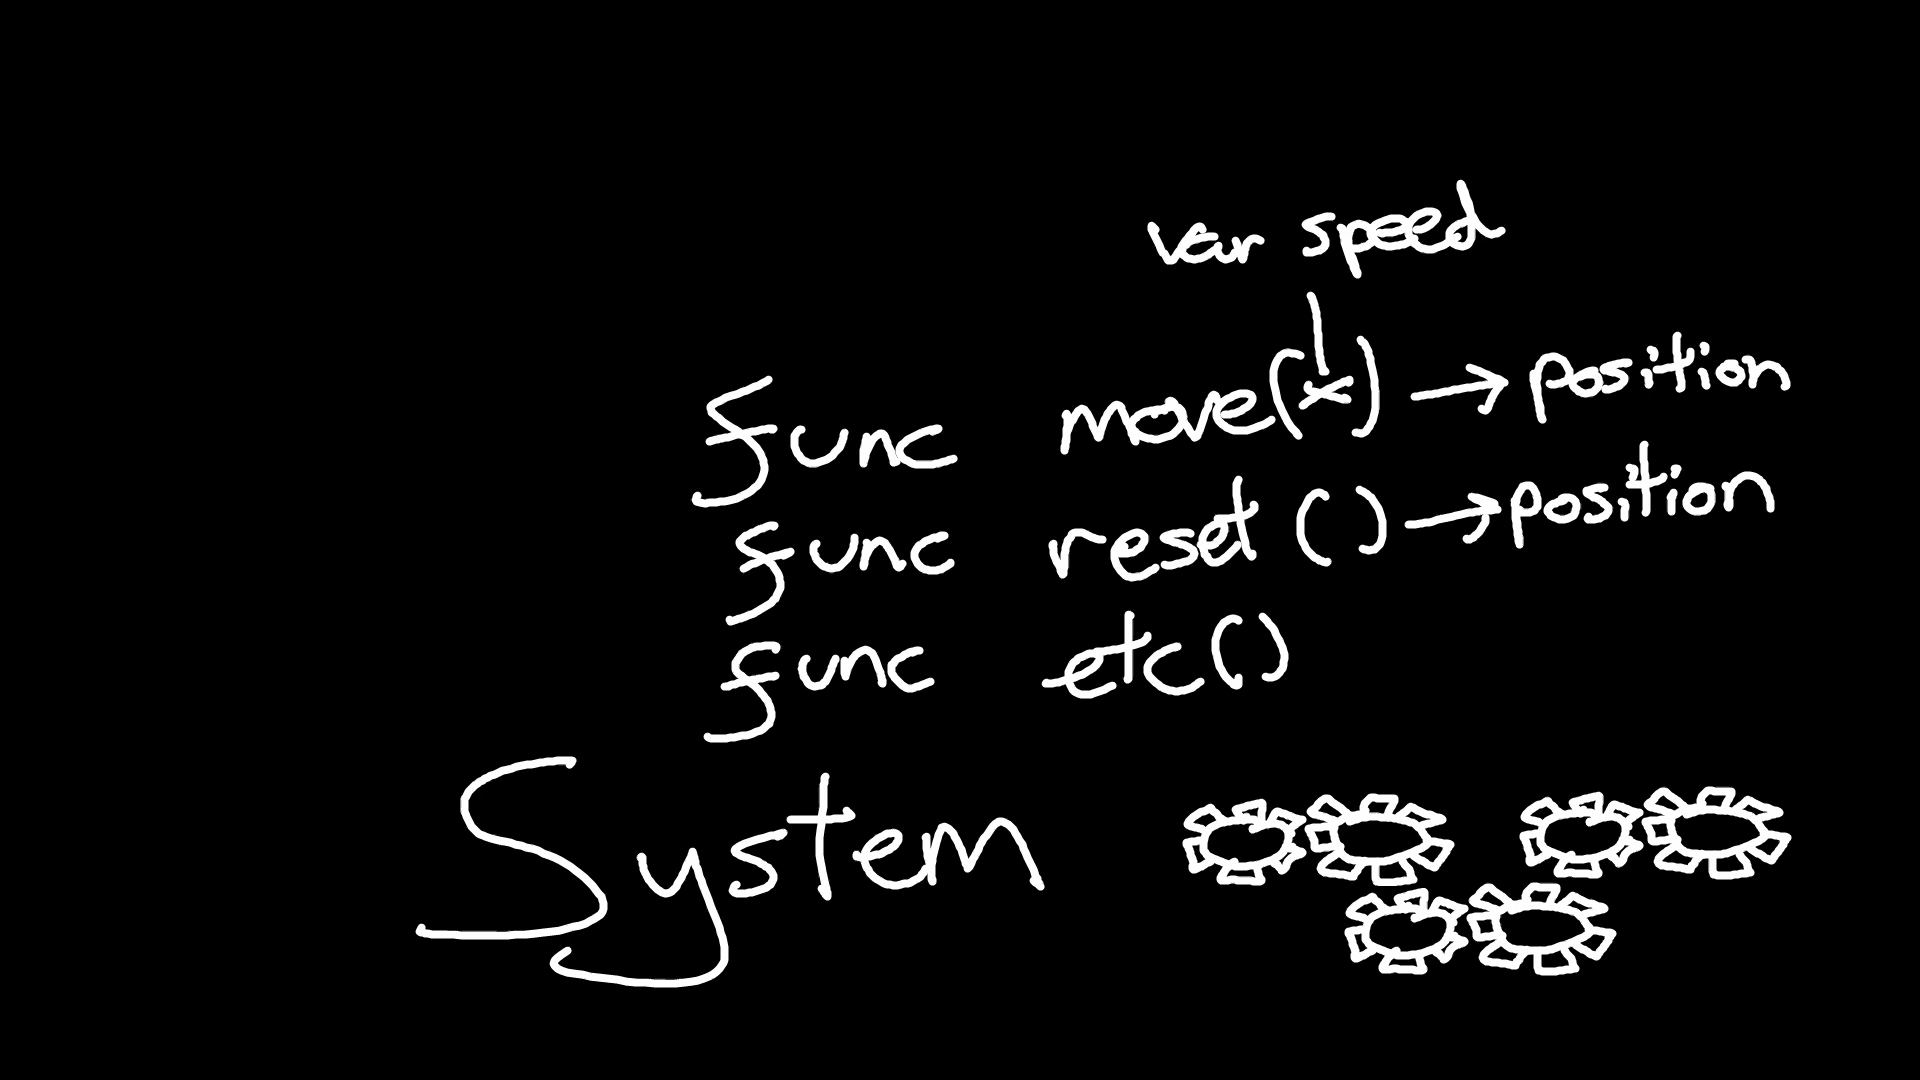 var speed
func move(x) → position
func reset () → position
func etc()
System